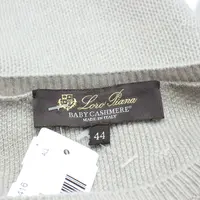 Loro Piana
BABY CASHMERE
MADE IN ITALY
44